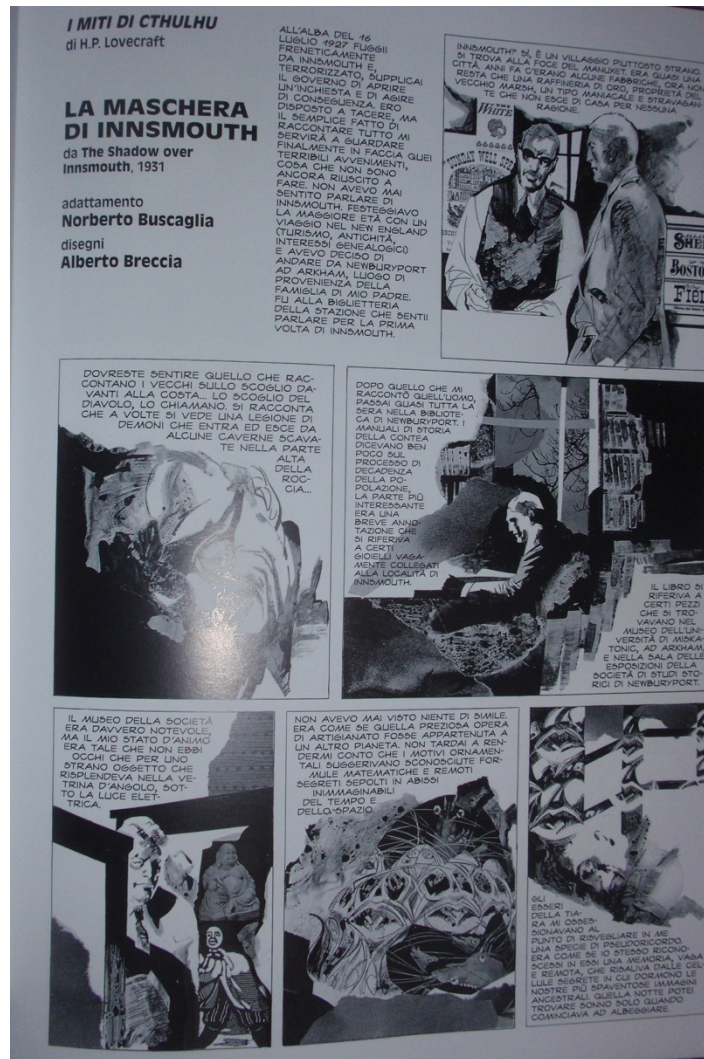 I MITI DI CTHULHU
di H.P. Lovecraft
LA MASCHERA
DI INNSMOUTH
da The Shadow over
Innsmouth, 1931
adattamento
Norberto Buscaglia
disegni
Alberto Breccia
ALL'ALBA DEL 16
LUGLIO 1927 FUGGII
FRENETICAMENTE
DA INNSMOUTH E,
TERRORIZZATO, SUPPLICAI
IL GOVERNO DI APRIRE
UN'INCHIESTA E DI AGIRE
DI CONSEGUENZA. ERO
DISPOSTO A TACERE, MA
IL SEMPLICE FATTO DI
RACCONTARE TUTTO MI
SERVIRÀ A GUARDARE
FINALMENTE IN FACCIA QUEI
TERRIBILI AVVENIMENTI,
COSA CHE NON SONO
ANCORA RIUSCITO A
FARE. NON AVEVO MAI
SENTITO PARLARE DI
INNSMOUTH. FESTEGGIAVO
LA MAGGIORE ETÀ CON UN
VIAGGIO NEL NEW ENGLAND
(TURISMO, ANTICHITÀ,
INTERESSI GENEALOGICI)
E AVEVO DECISO DI
ANDARE DA NEWBURYPORT
AD ARKHAM, LUOGO DI
PROVENIENZA DELLA
FAMIGLIA DI MIO PADRE.
FU ALLA BIGLIETTERIA
DELLA STAZIONE CHE SENTII
PARLARE PER LA PRIMA
VOLTA DI INNSMOUTH.
INNSMOUTH? SÌ, È UN VILLAGGIO PIUTTOSTO STRANO.
SI TROVA ALLA FOCE DEL MANUXET. ERA QUASI UNA
CITTÀ. ANNI FA C'ERANO ALCUNE FABBRICHE, ORA NON
RESTA CHE UNA RAFFINERIA DI ORO, PROPRIETÀ DEL
VECCHIO MARSH, UN TIPO MANIACALE E STRAVAGAN-
TE CHE NON ESCE DI CASA PER NESSUNA
RAGIONE.
WHITE
SUNDAY WELL
SHE
BOSTO
DOVRESTE SENTIRE QUELLO CHE RAC-
CONTANO I VECCHI SULLO SCOGLIO DA-
VANTI ALLA COSTA... LO SCOGLIO DEL
DIAVOLO, LO CHIAMANO. SI RACCONTA
CHE A VOLTE SI VEDE UNA LEGIONE DI
DEMONI CHE ENTRA ED ESCE DA
ALCUNE CAVERNE SCAVA-
TE NELLA PARTE
ALTA
DELLA
ROC-
CIA...
DOPO QUELLO CHE MI
RACCONTÒ QUELL'UOMO,
PASSAI QUASI TUTTA LA
SERA NELLA BIBLIOTE-
CA DI NEWBURYPORT. I
MANUALI DI STORIA
DELLA CONTEA
DICEVANO BEN
POCO SUL
PROCESSO DI
DECADENZA
DELLA PO-
POLAZIONE,
LA PARTE PIÙ
INTERESSANTE
ERA UNA
BREVE ANNO-
TAZIONE CHE
SI RIFERIVA
A CERTI
GIOIELLI VAGA-
MENTE COLLEGATI
ALLA LOCALITÀ DI
INNSMOUTH.
IL LIBRO SI
RIFERIVA A
CERTI PEZZI
CHE SI TRO-
VAVANO NEL
MUSEO DELL'UNI-
VERSITÀ DI MISKA-
TONIC, AD ARKHAM,
E NELLA SALA DELLE
ESPOSIZIONI DELLA
SOCIETÀ DI STUDI STO-
RICI DI NEWBURYPORT.
IL MUSEO DELLA SOCIETÀ
ERA DAVVERO NOTEVOLE,
MA IL MIO STATO D'ANIMO
ERA TALE CHE NON EBBI
OCCHI CHE PER UNO
STRANO OGGETTO CHE
RISPLENDEVA NELLA VE-
TRINA D'ANGOLO, SOT-
TO LA LUCE ELET-
TRICA.
NON AVEVO MAI VISTO NIENTE DI SIMILE.
ERA COME SE QUELLA PREZIOSA OPERA
DI ARTIGIANATO FOSSE APPARTENUTA A
UN ALTRO PIANETA. NON TARDAI A REN-
DERMI CONTO CHE I MOTIVI ORNAMEN-
TALI SUGGERIVANO SCONOSCIUTE FOR-
MULE MATEMATICHE E REMOTI
SEGRETI SEPOLTI IN ABISSI
INIMMAGINABILI
DEL TEMPO E
DELLO SPAZIO.
GLI
ESSERI
DELLA TIA-
RA MI OSSES-
SIONAVANO AL
PUNTO DI RISVEGLIARE IN ME
UNA SPECIE DI PSEUDORICORDO.
ERA COME SE IO STESSO RICONO-
SCESSI IN ESSI UNA MEMORIA, VAGA
E REMOTA, CHE RISALIVA DALLE CEL-
LULE SEGRETE IN CUI DORMONO LE
NOSTRE PIÙ SPAVENTOSE IMMAGINI
ANCESTRALI. QUELLA NOTTE POTEI
TROVARE SONNO SOLO QUANDO
COMINCIAVA AD ALBEGGIARE.